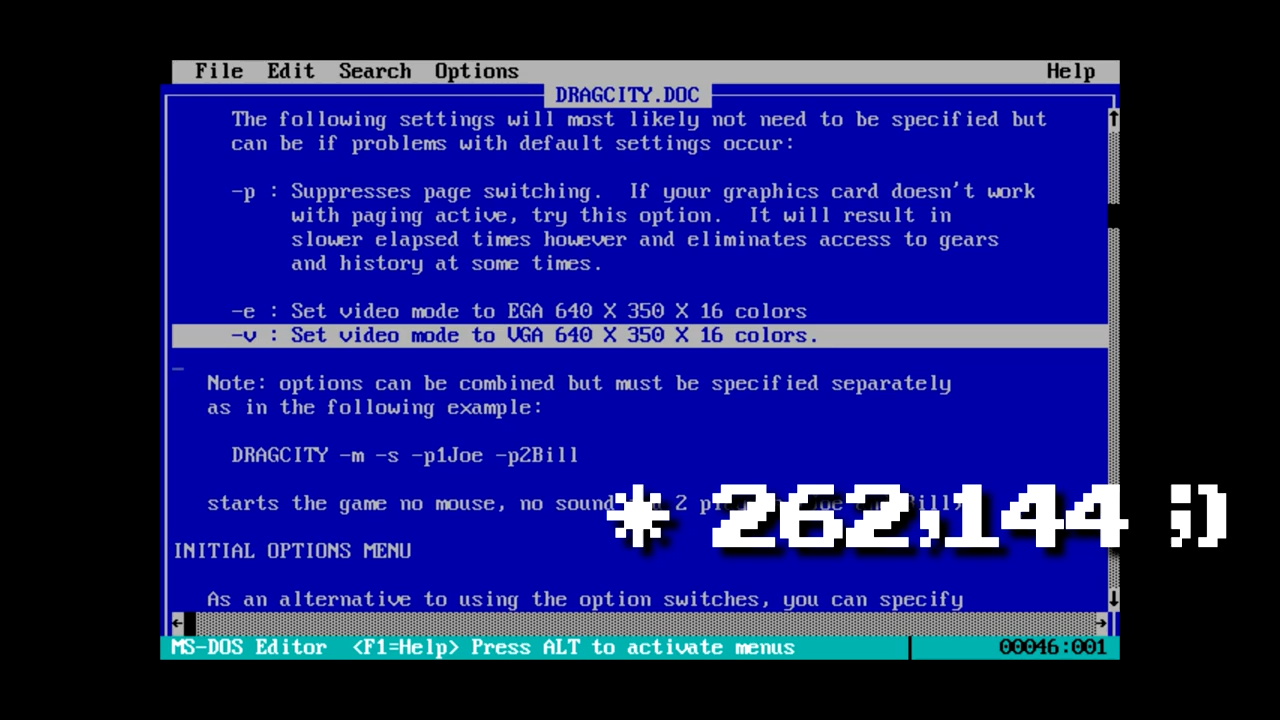 File Edit Search Options Help
DRAGCITY.DOC
The following settings will most likely not need to be specified but
can be if problems with default settings occur:
-p : Suppresses page switching. If your graphics card doesn't work
with paging active, try this option. It will result in
slower elapsed times however and eliminates access to gears
and history at some times.
-e : Set video mode to EGA 640 X 350 X 16 colors
-v : Set video mode to VGA 640 X 350 X 16 colors.
Note: options can be combined but must be specified separately
as in the following example:
DRAGCITY -m -s -p1Joe -p2Bill
starts the game no mouse, no sound 2
* 262,144 ;)
INITIAL OPTIONS MENU
As an alternative to using the option switches, you can specify
MS-DOS Editor <F1=Help> Press ALT to activate menus 00046:001